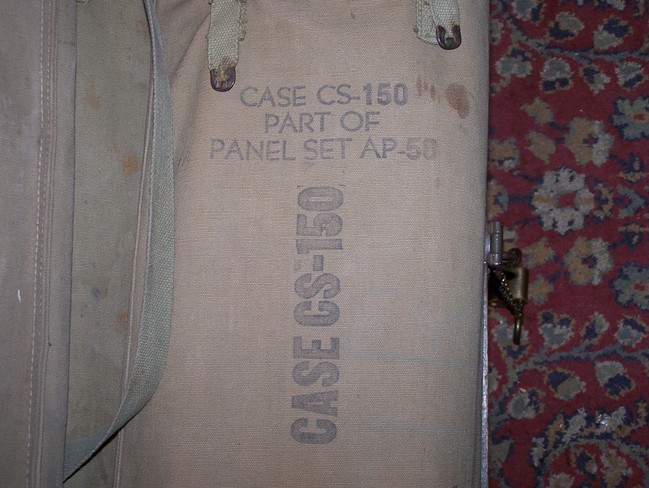 CASE CS-150
PART OF
PANEL SET AP-50
CASE CS-150